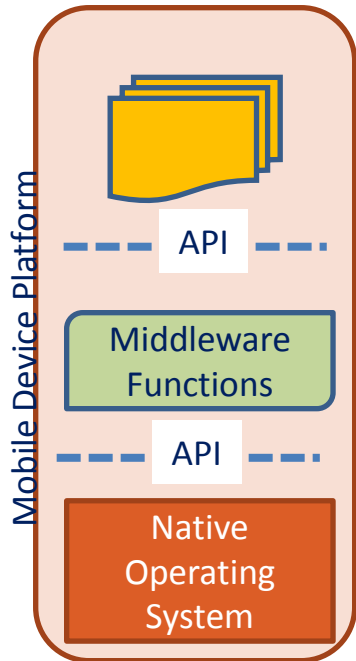 Mobile Device Platform
API
Middleware
Functions
API
Native
Operating
System